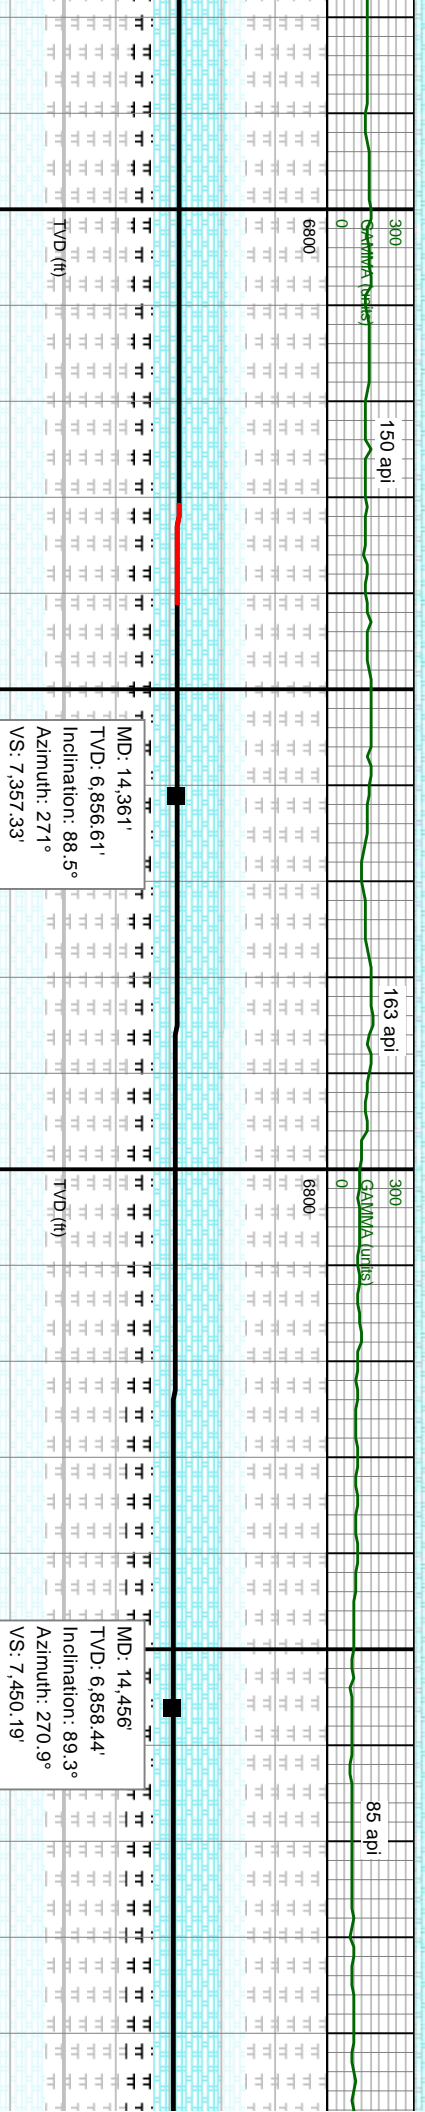 300
GAMMA (units)
0
6800
TVD (ft)
150 api
MD: 14,361'
TVD: 6,856.61'
Inclination: 88.5°
Azimuth: 271°
VS: 7,357.33'
163 api
300
GAMMA (units)
0
6800
TVD (ft)
MD: 14,456'
TVD: 6,858.44'
Inclination: 89.3°
Azimuth: 270.9°
VS: 7,450.19'
85 api